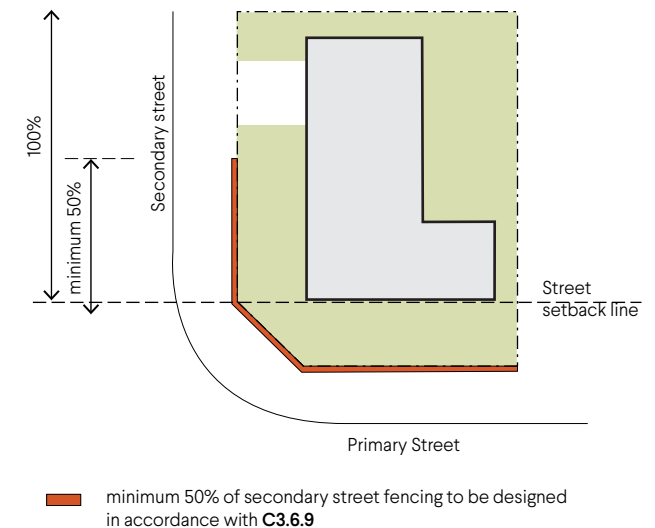 100%
minimum 50%
Secondary street
Street
setback line
Primary Street
minimum 50% of secondary street fencing to be designed
in accordance with C3.6.9